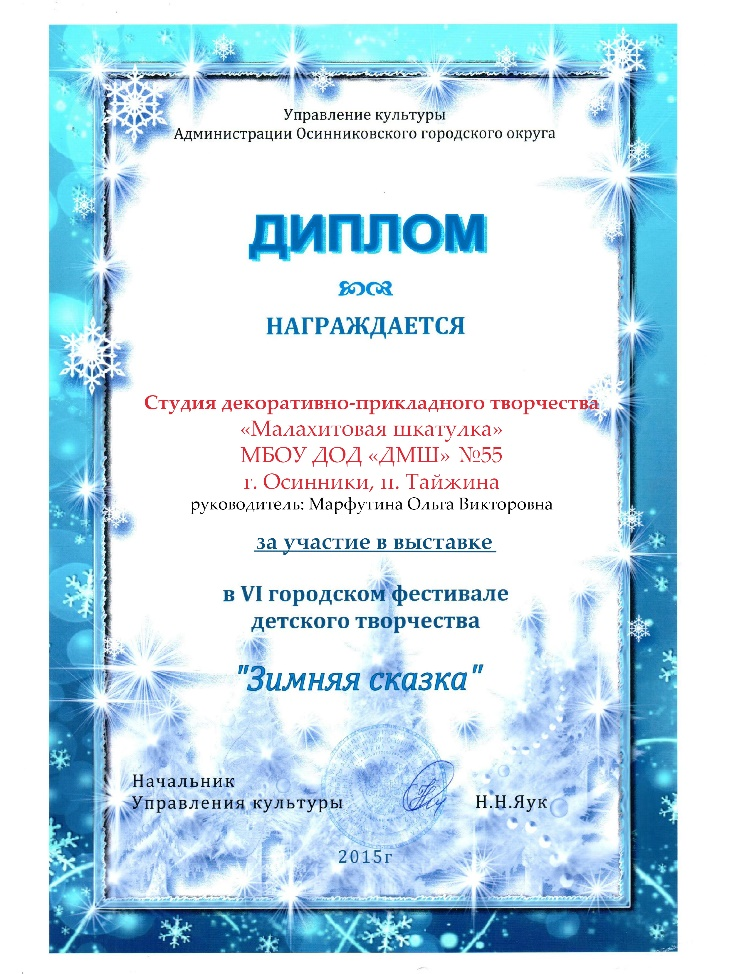 Управление культуры
Администрации Осинниковского городского округа
ДИПЛОМ
НАГРАЖДАЕТСЯ
Студия декоративно-прикладного творчества
«Малахитовая шкатулка»
МБОУ ДОД «ДМШ» №55
г. Осинники, п. Тайжина
руководитель: Марфутина Ольга Викторовна
за участие в выставке
в VI городском фестивале
детского творчества
"Зимняя сказка"
Начальник
Управления культуры
Н.Н.Яук
2015г